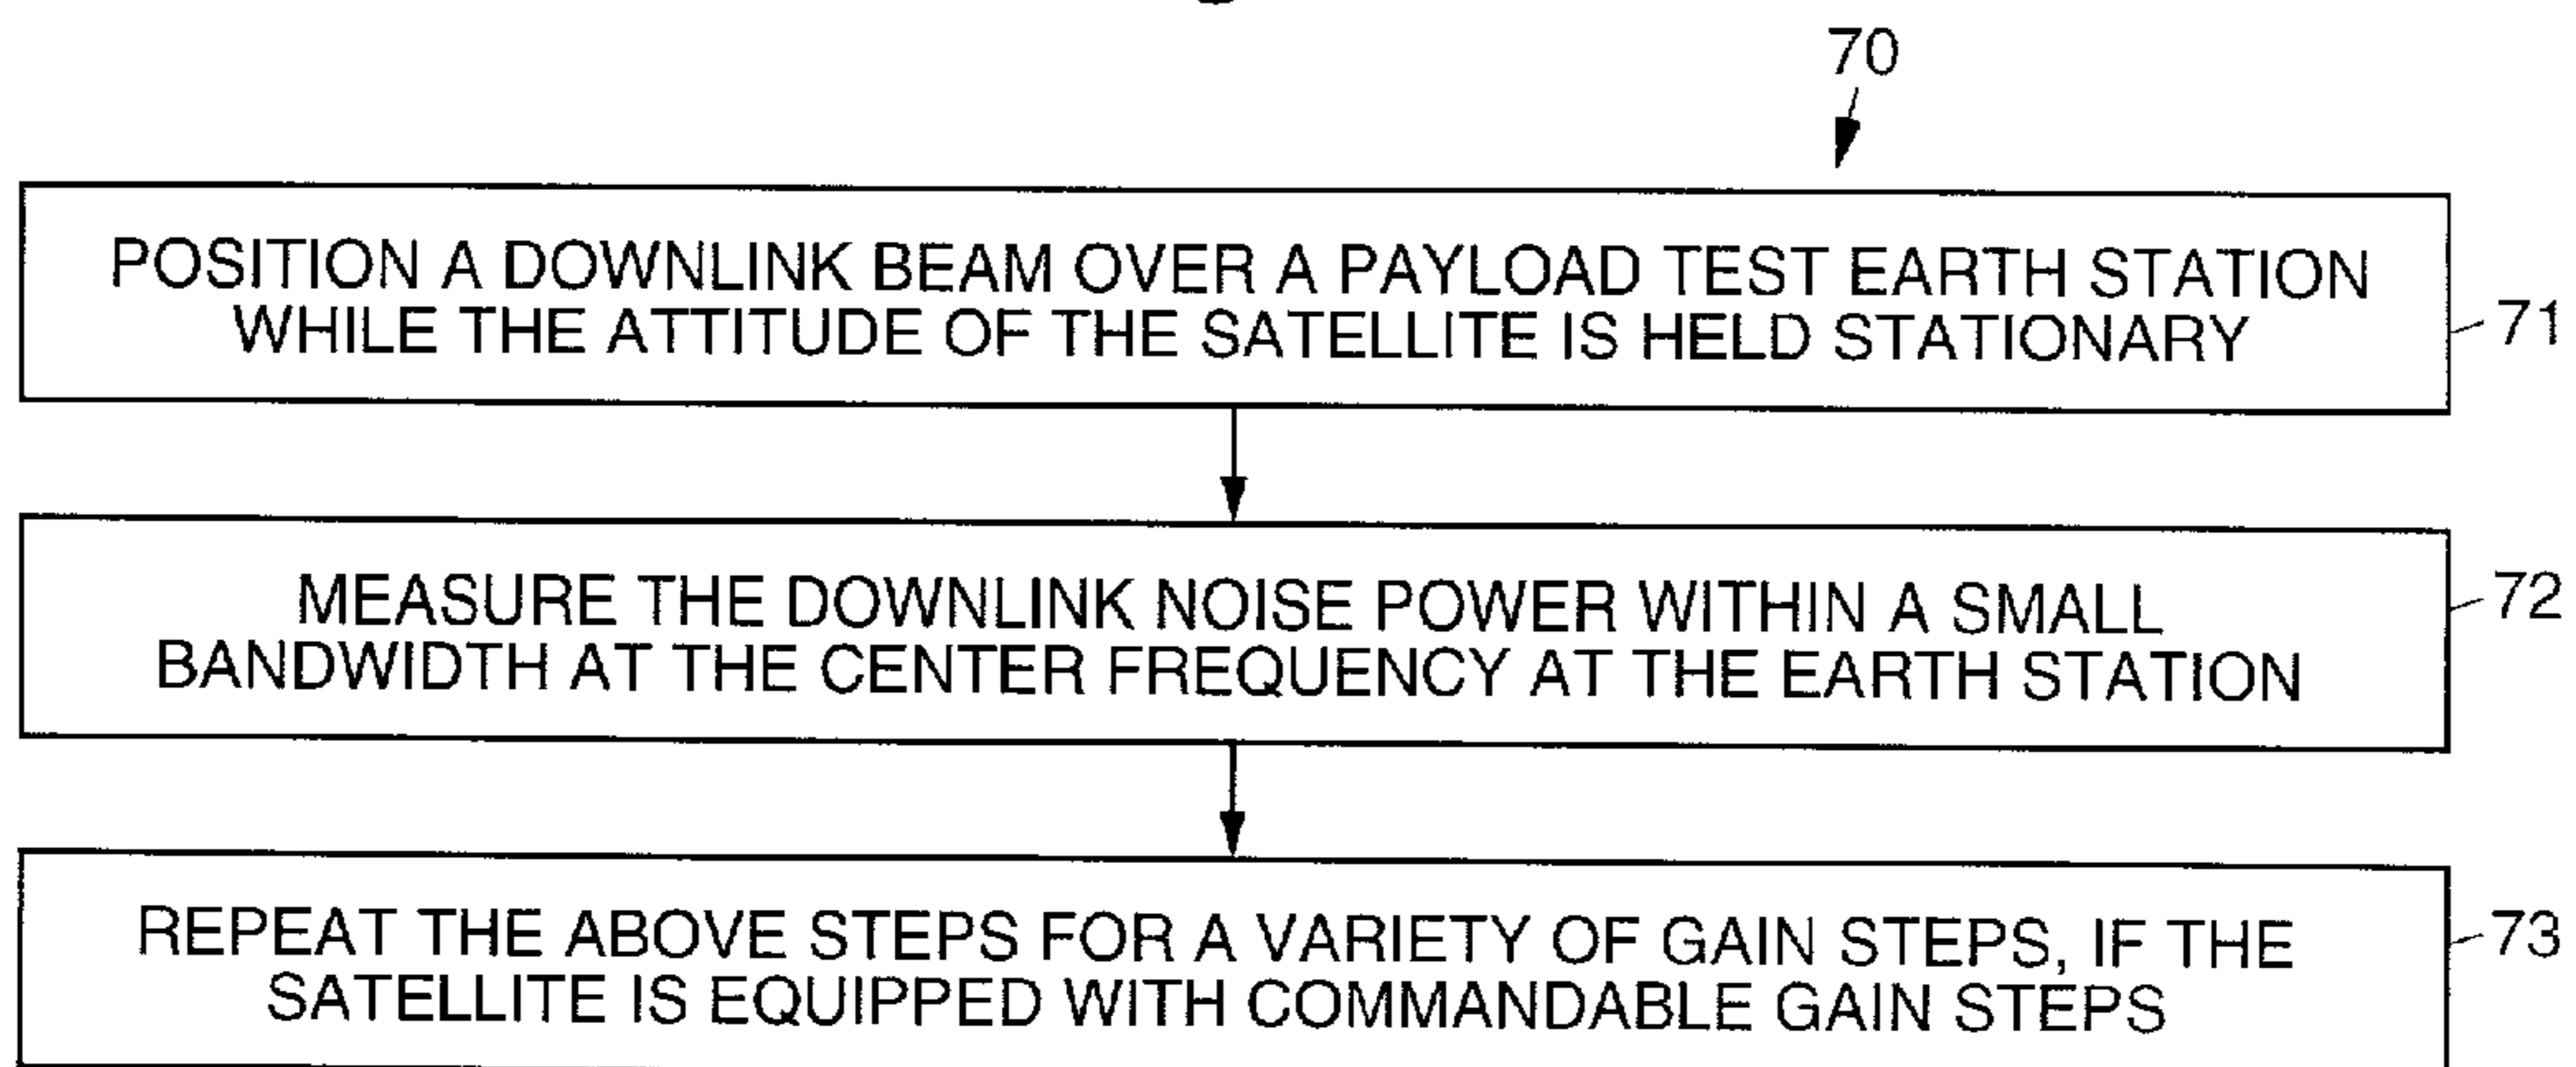 70
POSITION A DOWNLINK BEAM OVER A PAYLOAD TEST EARTH STATION
WHILE THE ATTITUDE OF THE SATELLITE IS HELD STATIONARY
71
MEASURE THE DOWNLINK NOISE POWER WITHIN A SMALL
BANDWIDTH AT THE CENTER FREQUENCY AT THE EARTH STATION
72
REPEAT THE ABOVE STEPS FOR A VARIETY OF GAIN STEPS, IF THE
SATELLITE IS EQUIPPED WITH COMMANDABLE GAIN STEPS
73